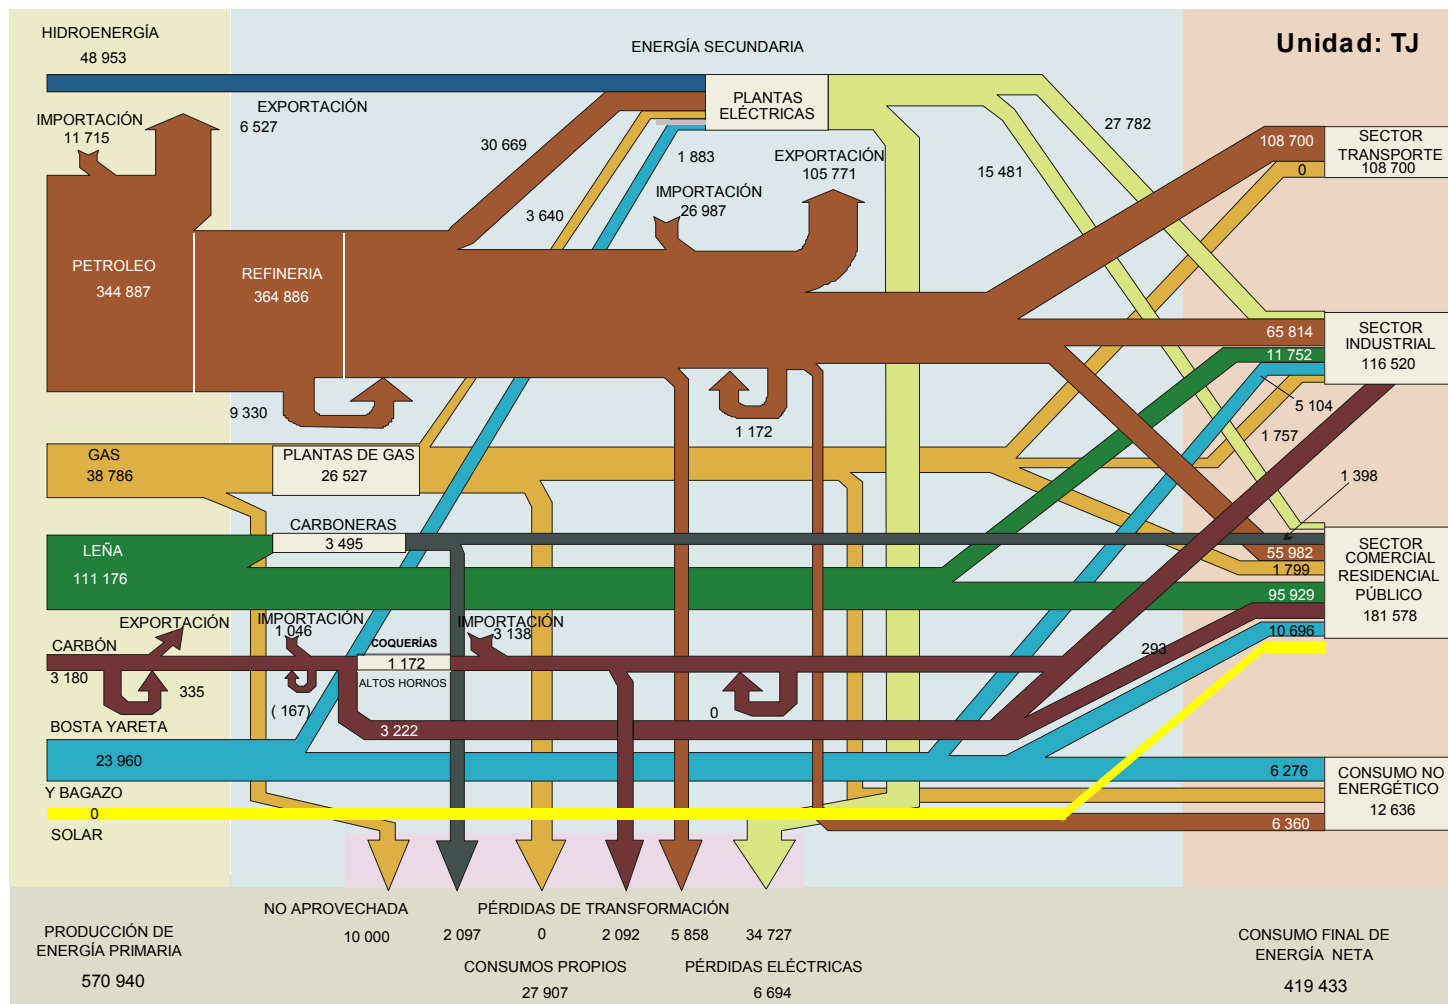 HIDROENERGÍA
48 953
ENERGÍA SECUNDARIA
Unidad: TJ
IMPORTACIÓN
11 715
EXPORTACIÓN
6 527
30 669
PLANTAS
ELÉCTRICAS
27 782
1 883
EXPORTACIÓN
105 771
15 481
108 700
0
SECTOR
TRANSPORTE
108 700
IMPORTACIÓN
26 987
3 640
PETROLEO
344 887
REFINERIA
364 886
65 814
11 752
SECTOR
INDUSTRIAL
116 520
9 330
1 172
5 104
1 757
GAS
38 786
PLANTAS DE GAS
26 527
1 398
CARBONERAS
3 495
LEÑA
111 176
55 982
1 799
95 929
10 696
SECTOR
COMERCIAL
RESIDENCIAL
PÚBLICO
181 578
EXPORTACIÓN
IMPORTACIÓN
1 046
IMPORTACIÓN
3 138
CARBÓN
3 180
335
( 167)
COQUERÍAS
1 172
ALTOS HORNOS
293
0
3 222
BOSTA YARETA
23 960
Y BAGAZO
0
SOLAR
6 276
6 360
CONSUMO NO
ENERGÉTICO
12 636
NO APROVECHADA
10 000
PÉRDIDAS DE TRANSFORMACIÓN
2 097
0
2 092
5 858
34 727
CONSUMOS PROPIOS
27 907
PÉRDIDAS ELÉCTRICAS
6 694
PRODUCCIÓN DE
ENERGÍA PRIMARIA
570 940
CONSUMO FINAL DE
ENERGÍA NETA
419 433